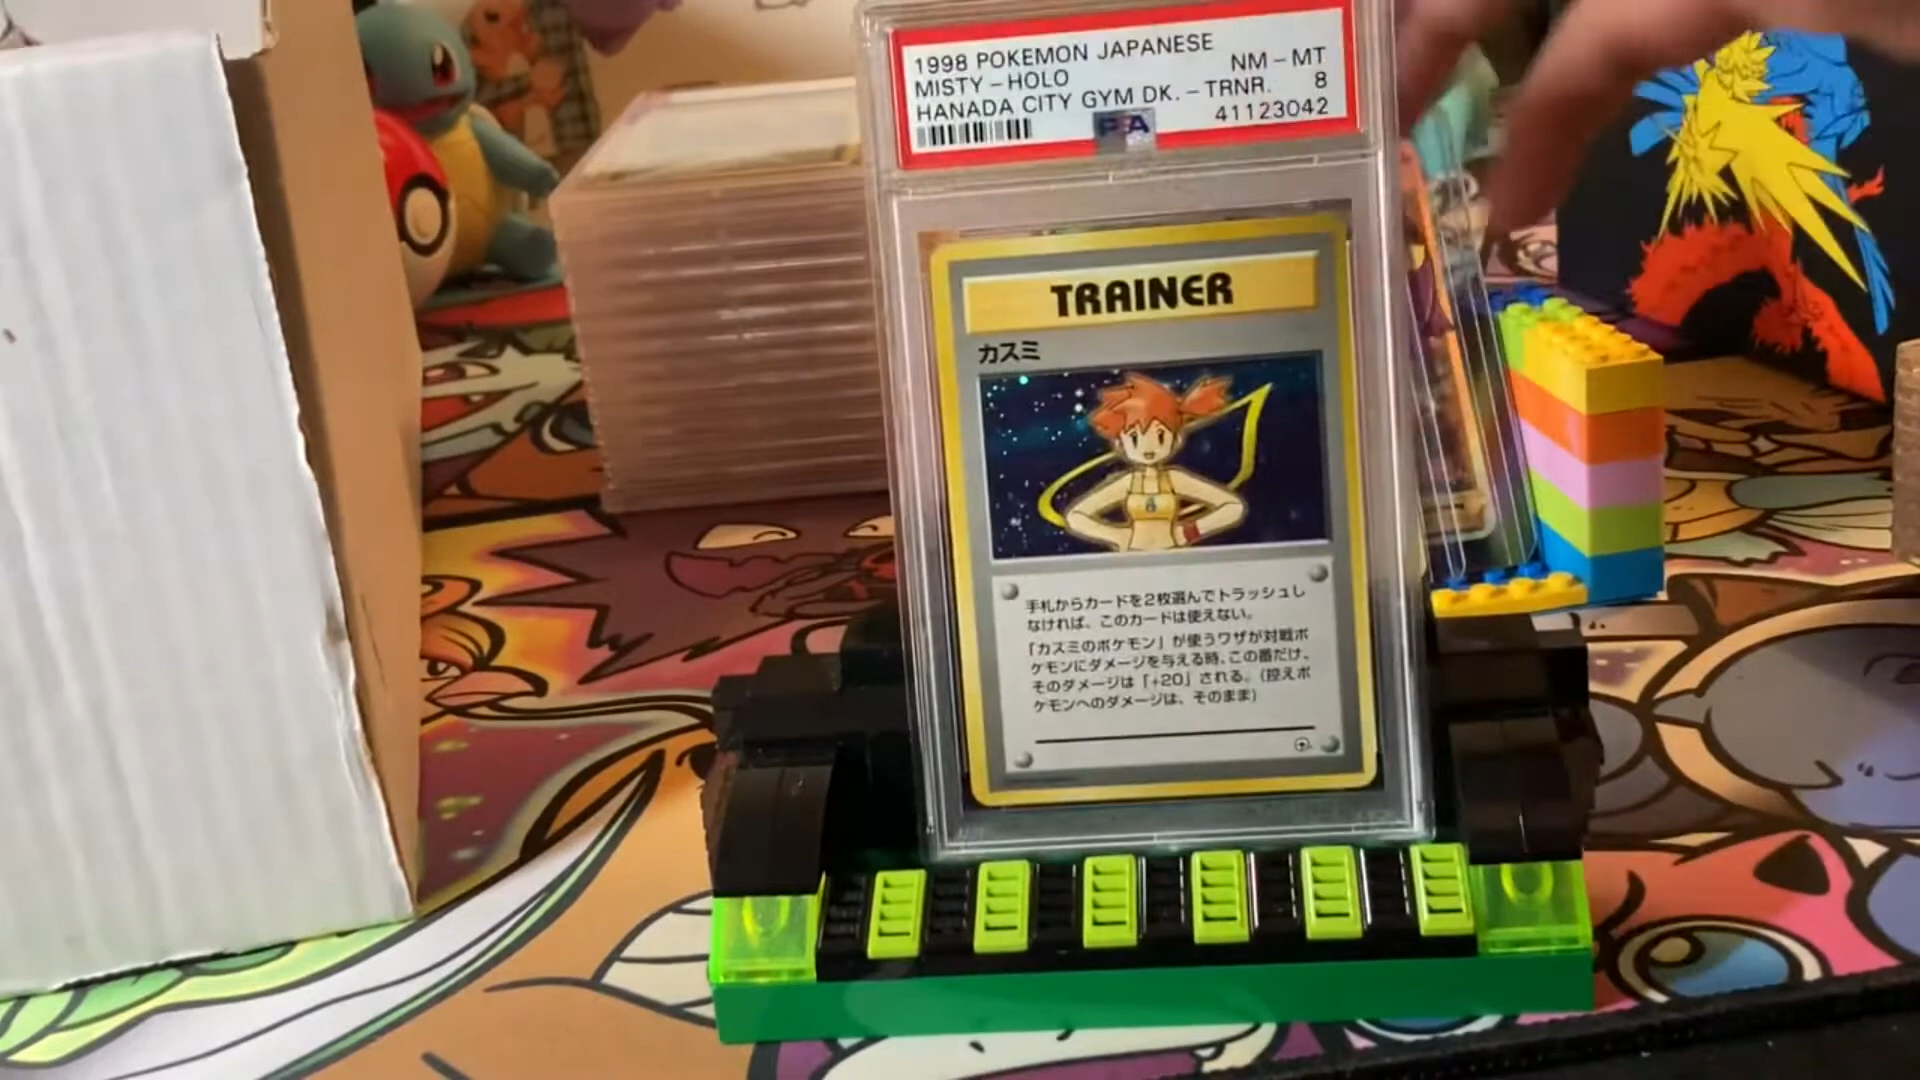 1998 POKEMON JAPANESE
MISTY-HOLO NM-MT
HANADA CITY GYM DK.-TRNR. 8
41123042
PSA
TRAINER
カスミ
手札からカードを2枚選んでトラッシュし
なければ、このカードは使えない。
「カスミのポケモン」が使うワザが対戦ポ
ケモンにダメージを与える時、この番だけ、
そのダメージは「+20」される。(控えポ
ケモンへのダメージは、そのまま)